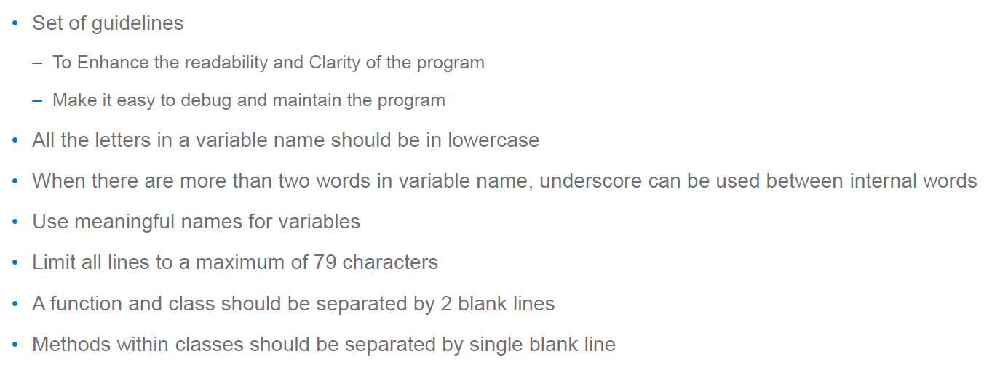 • Set of guidelines
– To Enhance the readability and Clarity of the program
– Make it easy to debug and maintain the program
• All the letters in a variable name should be in lowercase
• When there are more than two words in variable name, underscore can be used between internal words
• Use meaningful names for variables
• Limit all lines to a maximum of 79 characters
• A function and class should be separated by 2 blank lines
• Methods within classes should be separated by single blank line